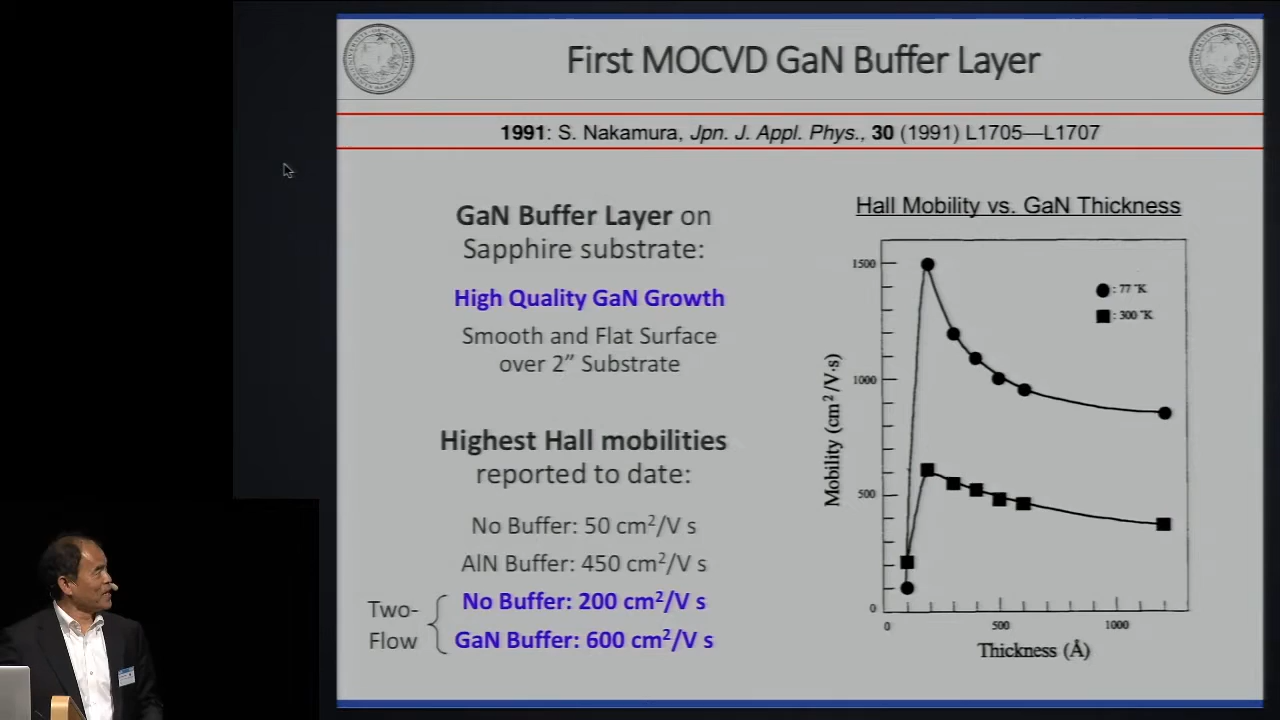 First MOCVD GaN Buffer Layer
1991: S. Nakamura, Jpn. J. Appl. Phys., 30 (1991) L1705—L1707
GaN Buffer Layer on
Sapphire substrate:
High Quality GaN Growth
Smooth and Flat Surface
over 2” Substrate
Highest Hall mobilities
reported to date:
No Buffer: 50 cm²/V s
AlN Buffer: 450 cm²/V s
Two-
Flow
No Buffer: 200 cm²/V s
GaN Buffer: 600 cm²/V s
Hall Mobility vs. GaN Thickness
1500
1000
500
0
: 77 °K
: 300 °K
Mobility (cm²/V·s)
0
500
1000
Thickness (Å)